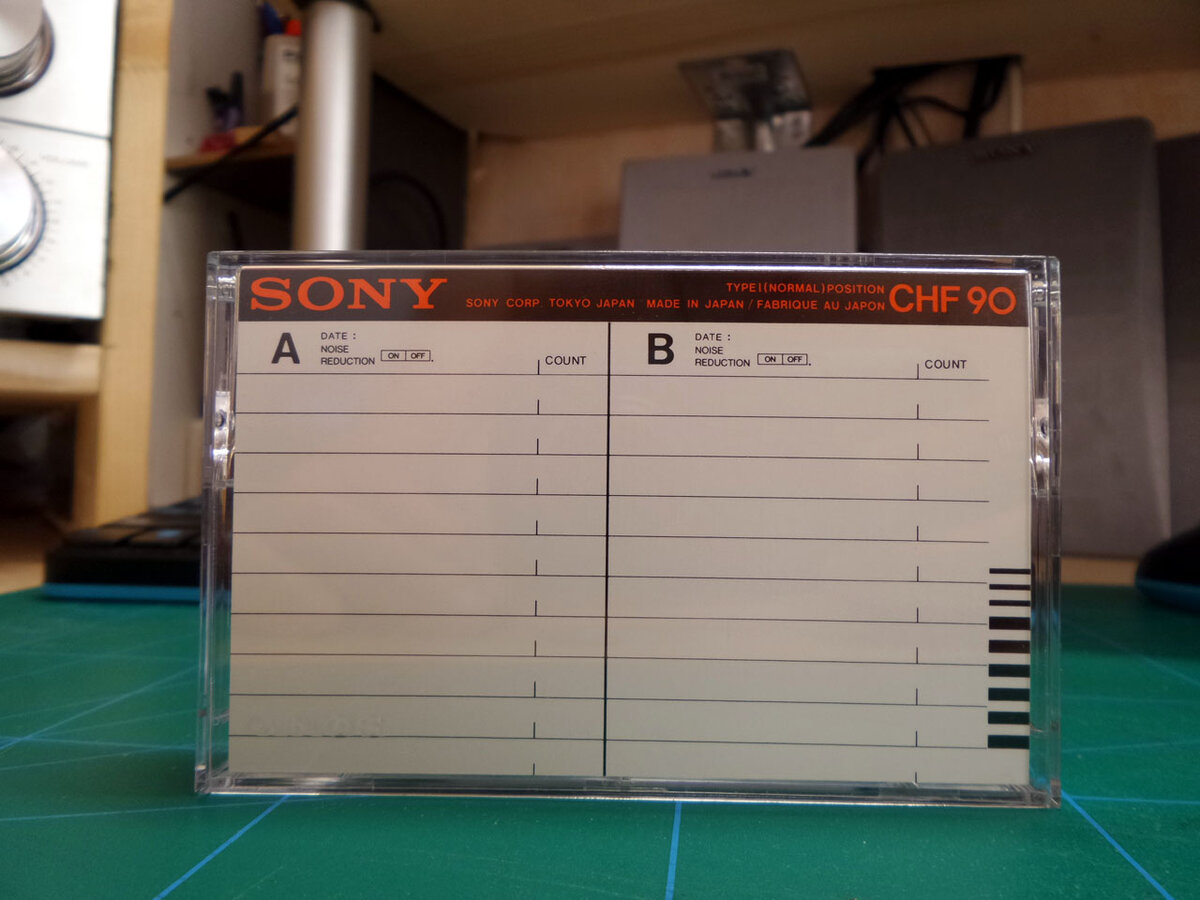 SONY
TYPE I (NORMAL) POSITION
SONY CORP. TOKYO JAPAN MADE IN JAPAN / FABRIQUE AU JAPON
CHF 90
A
DATE :
NOISE
REDUCTION ON OFF .
COUNT
B
DATE :
NOISE
REDUCTION ON OFF .
COUNT
VOLUME